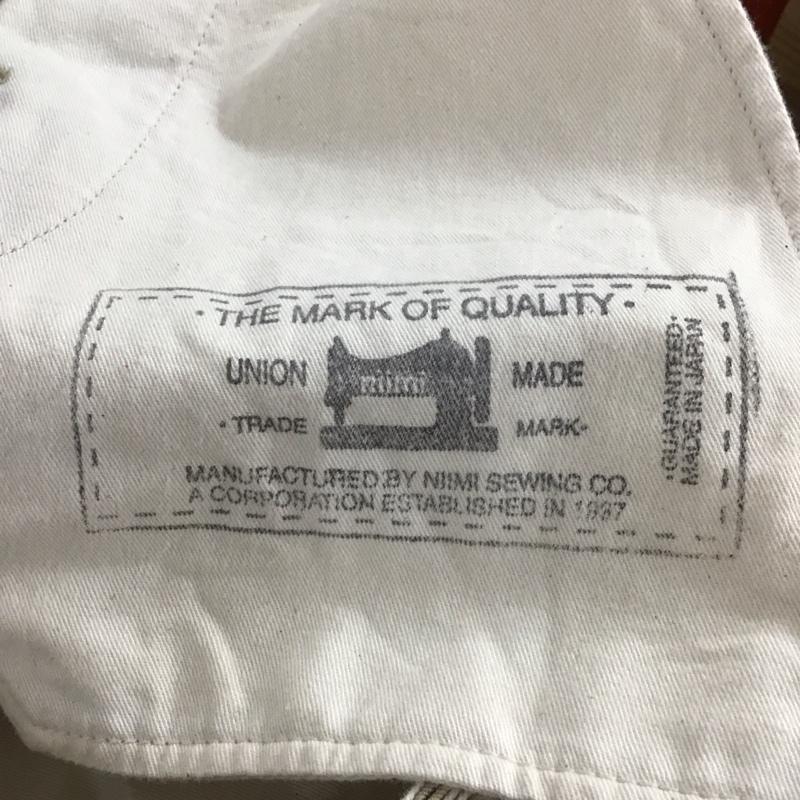 · THE MARK OF QUALITY ·
UNION MADE
niimi
· TRADE MARK ·
MANUFACTURED BY NIIMI SEWING CO.
A CORPORATION ESTABLISHED IN
· GUARANTEED ·
MADE IN JAPAN